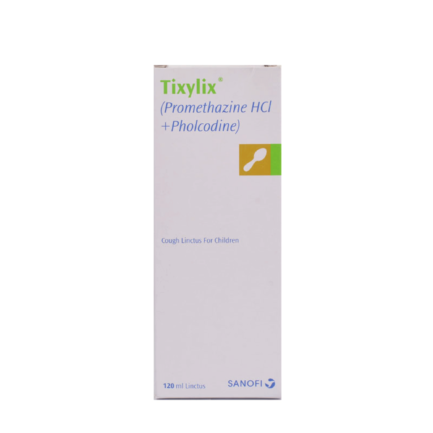 Tixylix®
(Promethazine HCl
+Pholcodine)
Cough Linctus For Children
120 ml Linctus
SANOFI